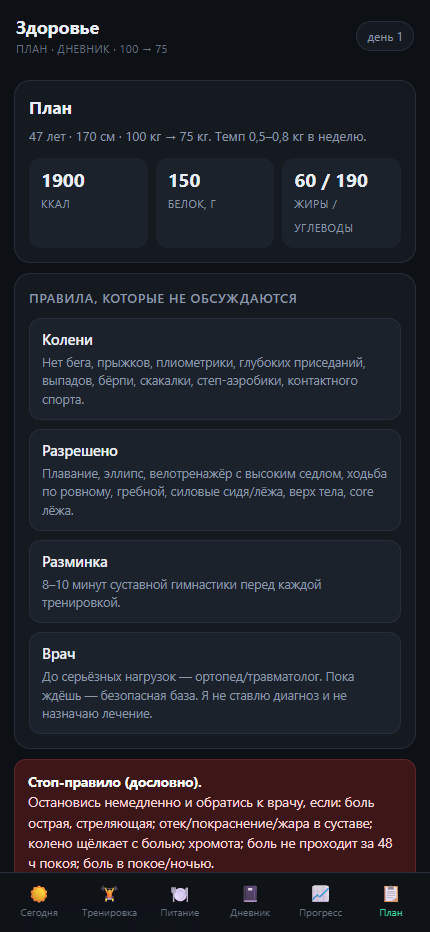 Здоровье
ПЛАН · ДНЕВНИК · 100 → 75
день 1
План
47 лет · 170 см · 100 кг → 75 кг. Темп 0,5–0,8 кг в неделю.
1900
ККАЛ
150
БЕЛОК, Г
60 / 190
ЖИРЫ /
УГЛЕВОДЫ
ПРАВИЛА, КОТОРЫЕ НЕ ОБСУЖДАЮТСЯ
Колени
Нет бега, прыжков, плиометрики, глубоких приседаний,
выпадов, бёрпи, скакалки, степ-аэробики, контактного
спорта.
Разрешено
Плавание, эллипс, велотренажёр с высоким седлом, ходьба
по ровному, гребной, силовые сидя/лёжа, верх тела, core
лёжа.
Разминка
8–10 минут суставной гимнастики перед каждой
тренировкой.
Врач
До серьёзных нагрузок — ортопед/травматолог. Пока
ждёшь — безопасная база. Я не ставлю диагноз и не
назначаю лечение.
Стоп-правило (дословно).
Остановись немедленно и обратись к врачу, если: боль
острая, стреляющая; отек/покраснение/жара в суставе;
колено щёлкает с болью; хромота; боль не проходит за 48
ч покоя; боль в покое/ночью.
Сегодня
Тренировка
Питание
Дневник
Прогресс
План